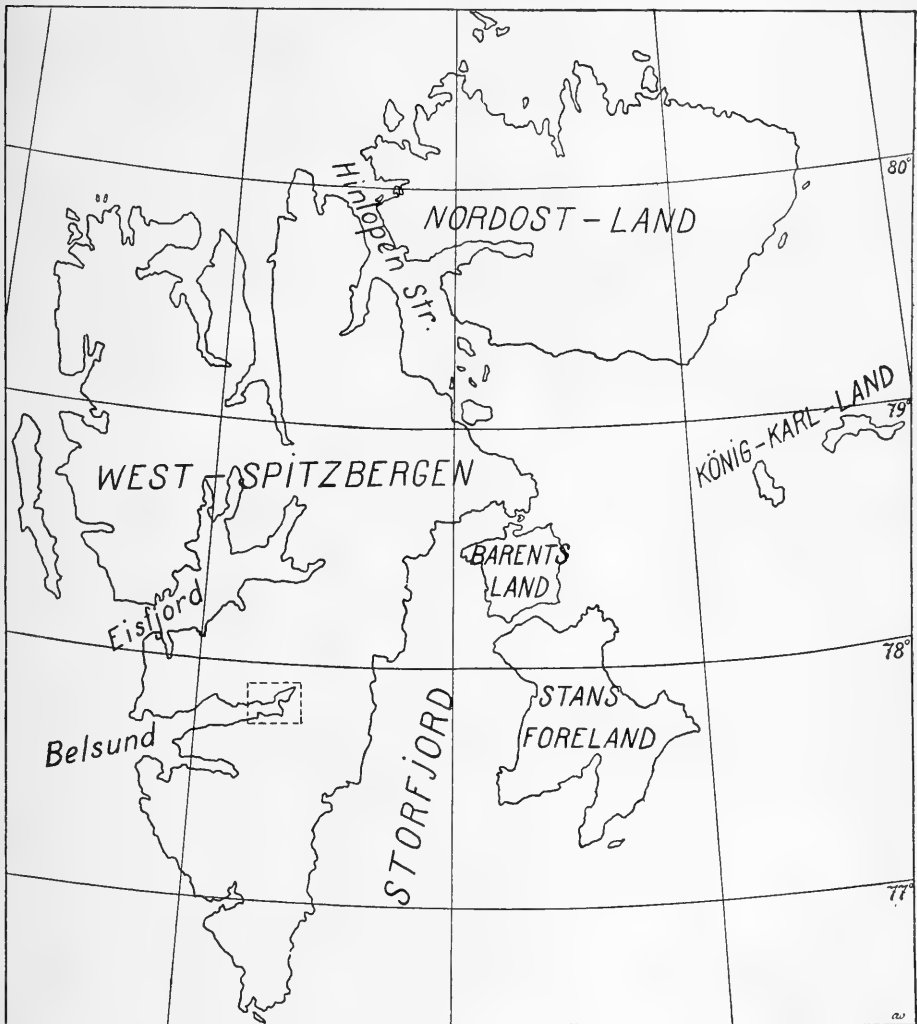 80°
Hinlopen Str.
NORDOST-LAND
KÖNIG-KARL-LAND
79°
WEST-SPITZBERGEN
BARENTS
LAND
Eisfjord
78°
STANS
FORELAND
Belsund
STORFJORD
77°